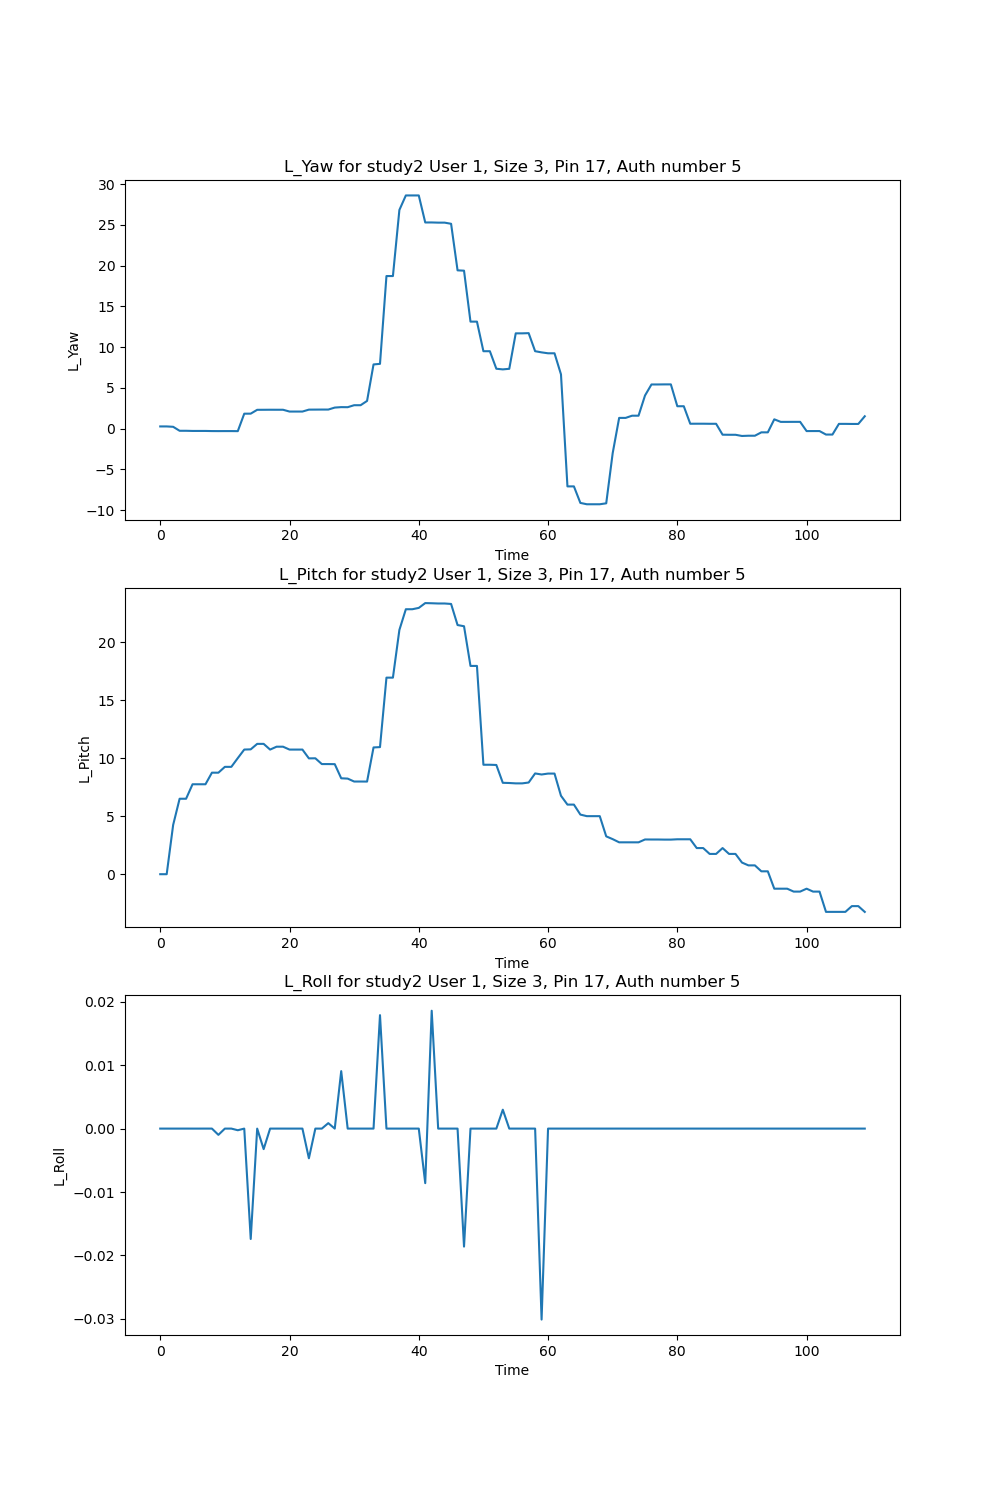 L_Yaw for study2 User 1, Size 3, Pin 17, Auth number 5
30
25
20
15
10
5
0
−5
−10
L_Yaw
0 20 40 60 80 100
Time
L_Pitch for study2 User 1, Size 3, Pin 17, Auth number 5
20
15
10
5
0
L_Pitch
0 20 40 60 80 100
Time
L_Roll for study2 User 1, Size 3, Pin 17, Auth number 5
0.02
0.01
0.00
−0.01
−0.02
−0.03
L_Roll
0 20 40 60 80 100
Time